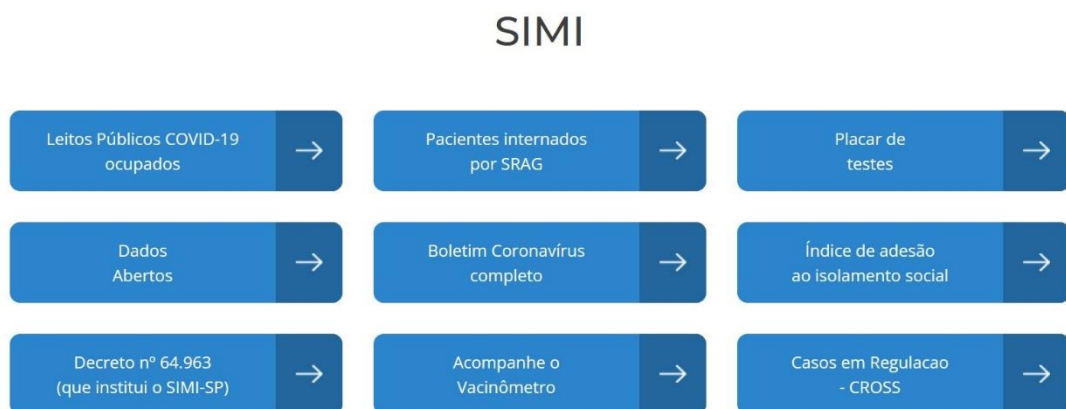 SIMI
Leitos Públicos COVID-19
ocupados
Pacientes internados
por SRAG
Placar de
testes
Dados
Abertos
Boletim Coronavírus
completo
Índice de adesão
ao isolamento social
Decreto nº 64.963
(que institui o SIMI-SP)
Acompanhe o
Vacinômetro
Casos em Regulacao
- CROSS